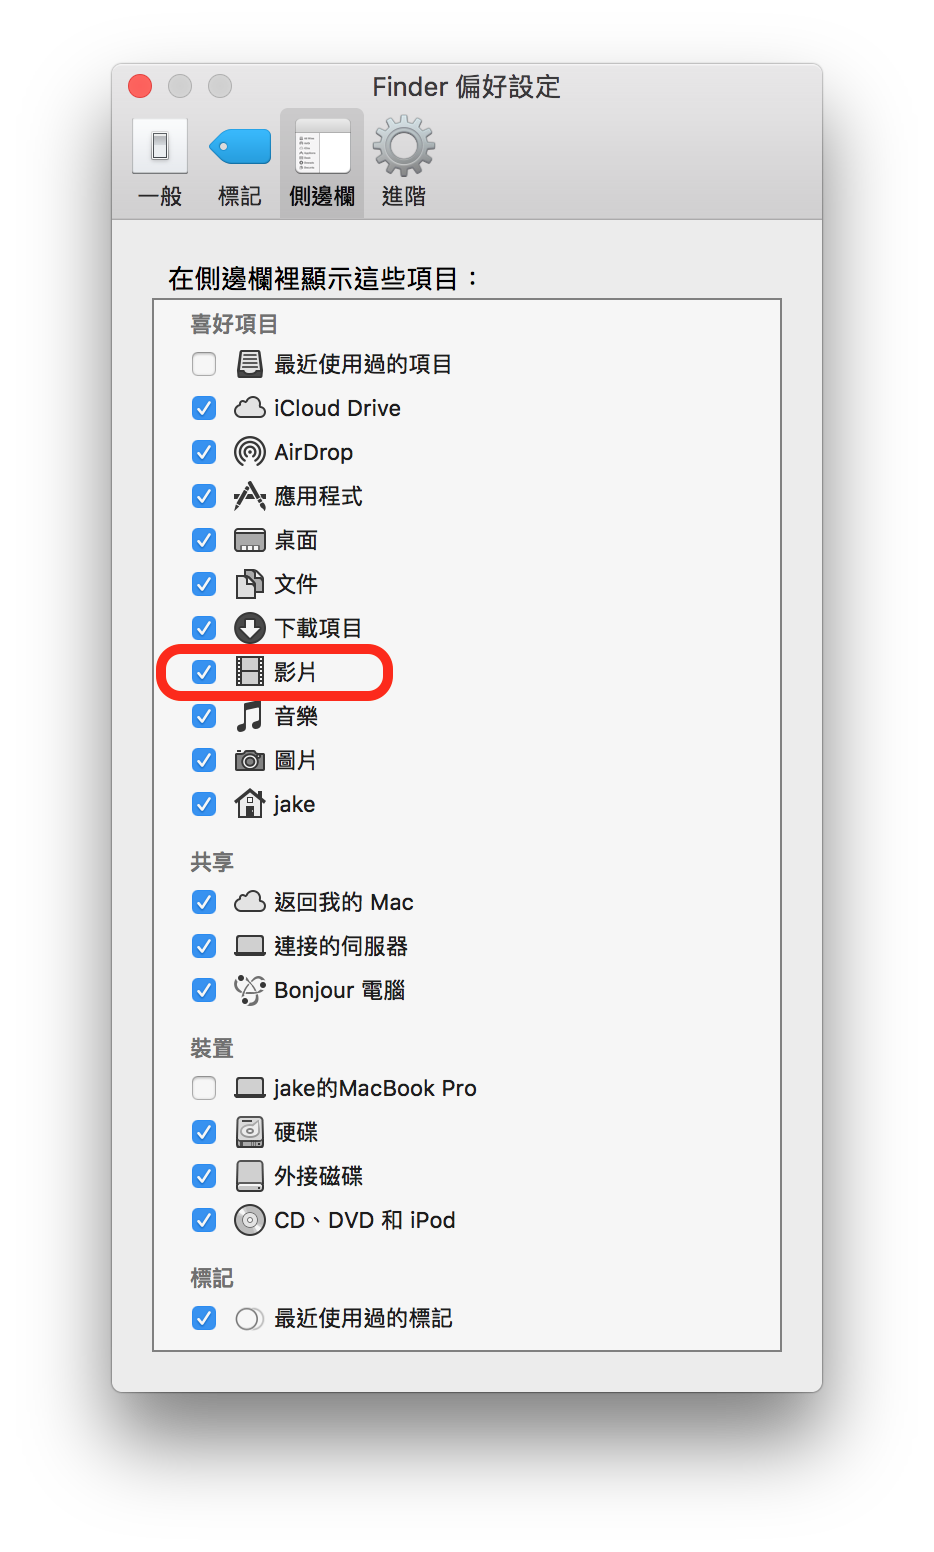 Finder 偏好設定
一般
標記
側邊欄
進階
在側邊欄裡顯示這些項目：
喜好項目
最近使用過的項目
iCloud Drive
AirDrop
應用程式
桌面
文件
下載項目
影片
音樂
圖片
jake
共享
返回我的 Mac
連接的伺服器
Bonjour 電腦
裝置
jake的MacBook Pro
硬碟
外接磁碟
CD、DVD 和 iPod
標記
最近使用過的標記